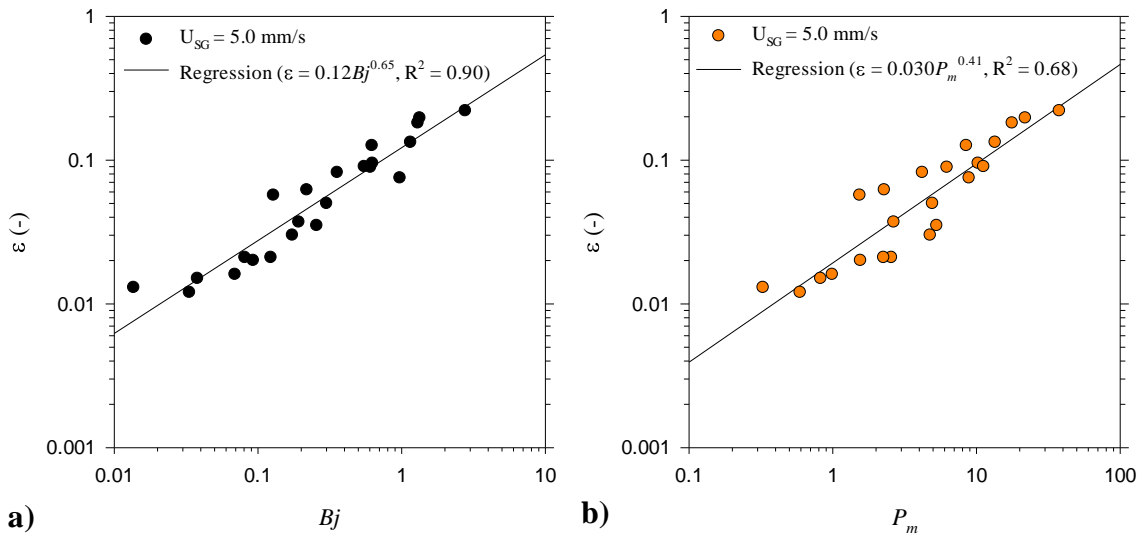 1
0.1
0.01
0.001
ε (-)
U_SG = 5.0 mm/s
Regression (ε = 0.12Bj^0.65, R^2 = 0.90)
0.01 0.1 1 10
a) Bj
1
0.1
0.01
0.001
ε (-)
U_SG = 5.0 mm/s
Regression (ε = 0.030P_m^0.41, R^2 = 0.68)
0.1 1 10 100
b) P_m